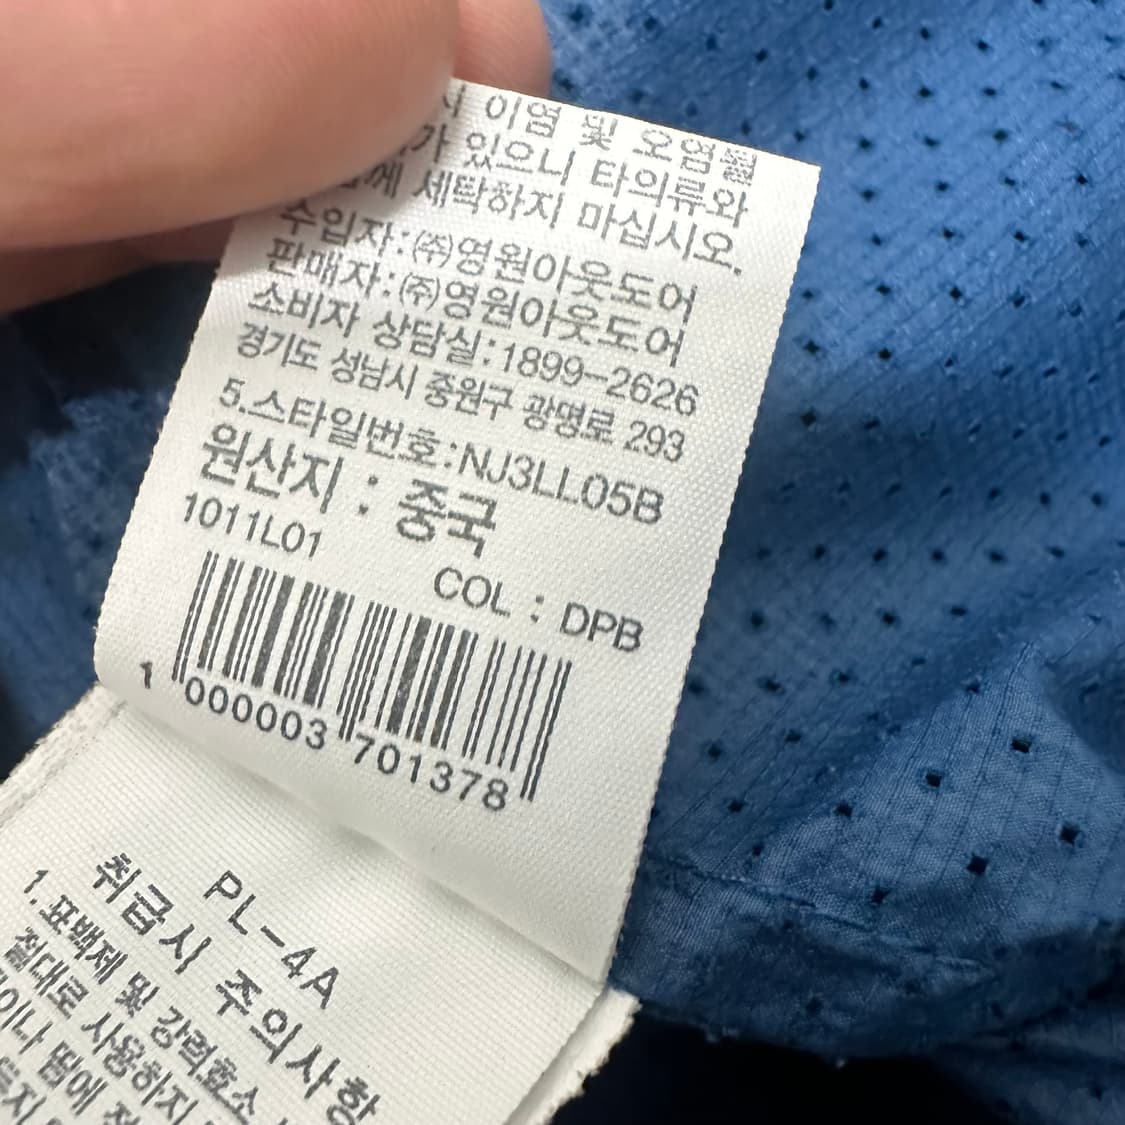 이염 및 오염될
가 있으니 타의류와
께 세탁하지 마십시오.
수입자:(주)영원아웃도어
판매자:(주)영원아웃도어
소비자 상담실:1899-2626
경기도 성남시 중원구 광명로 293
5.스타일번호:NJ3LL05B
원산지 : 중국
1011L01
COL : DPB
1 000003 701378
PL-4A
취급시 주의사항
1.표백제 및 강력효소
절대로 사용하지
이나 땀에